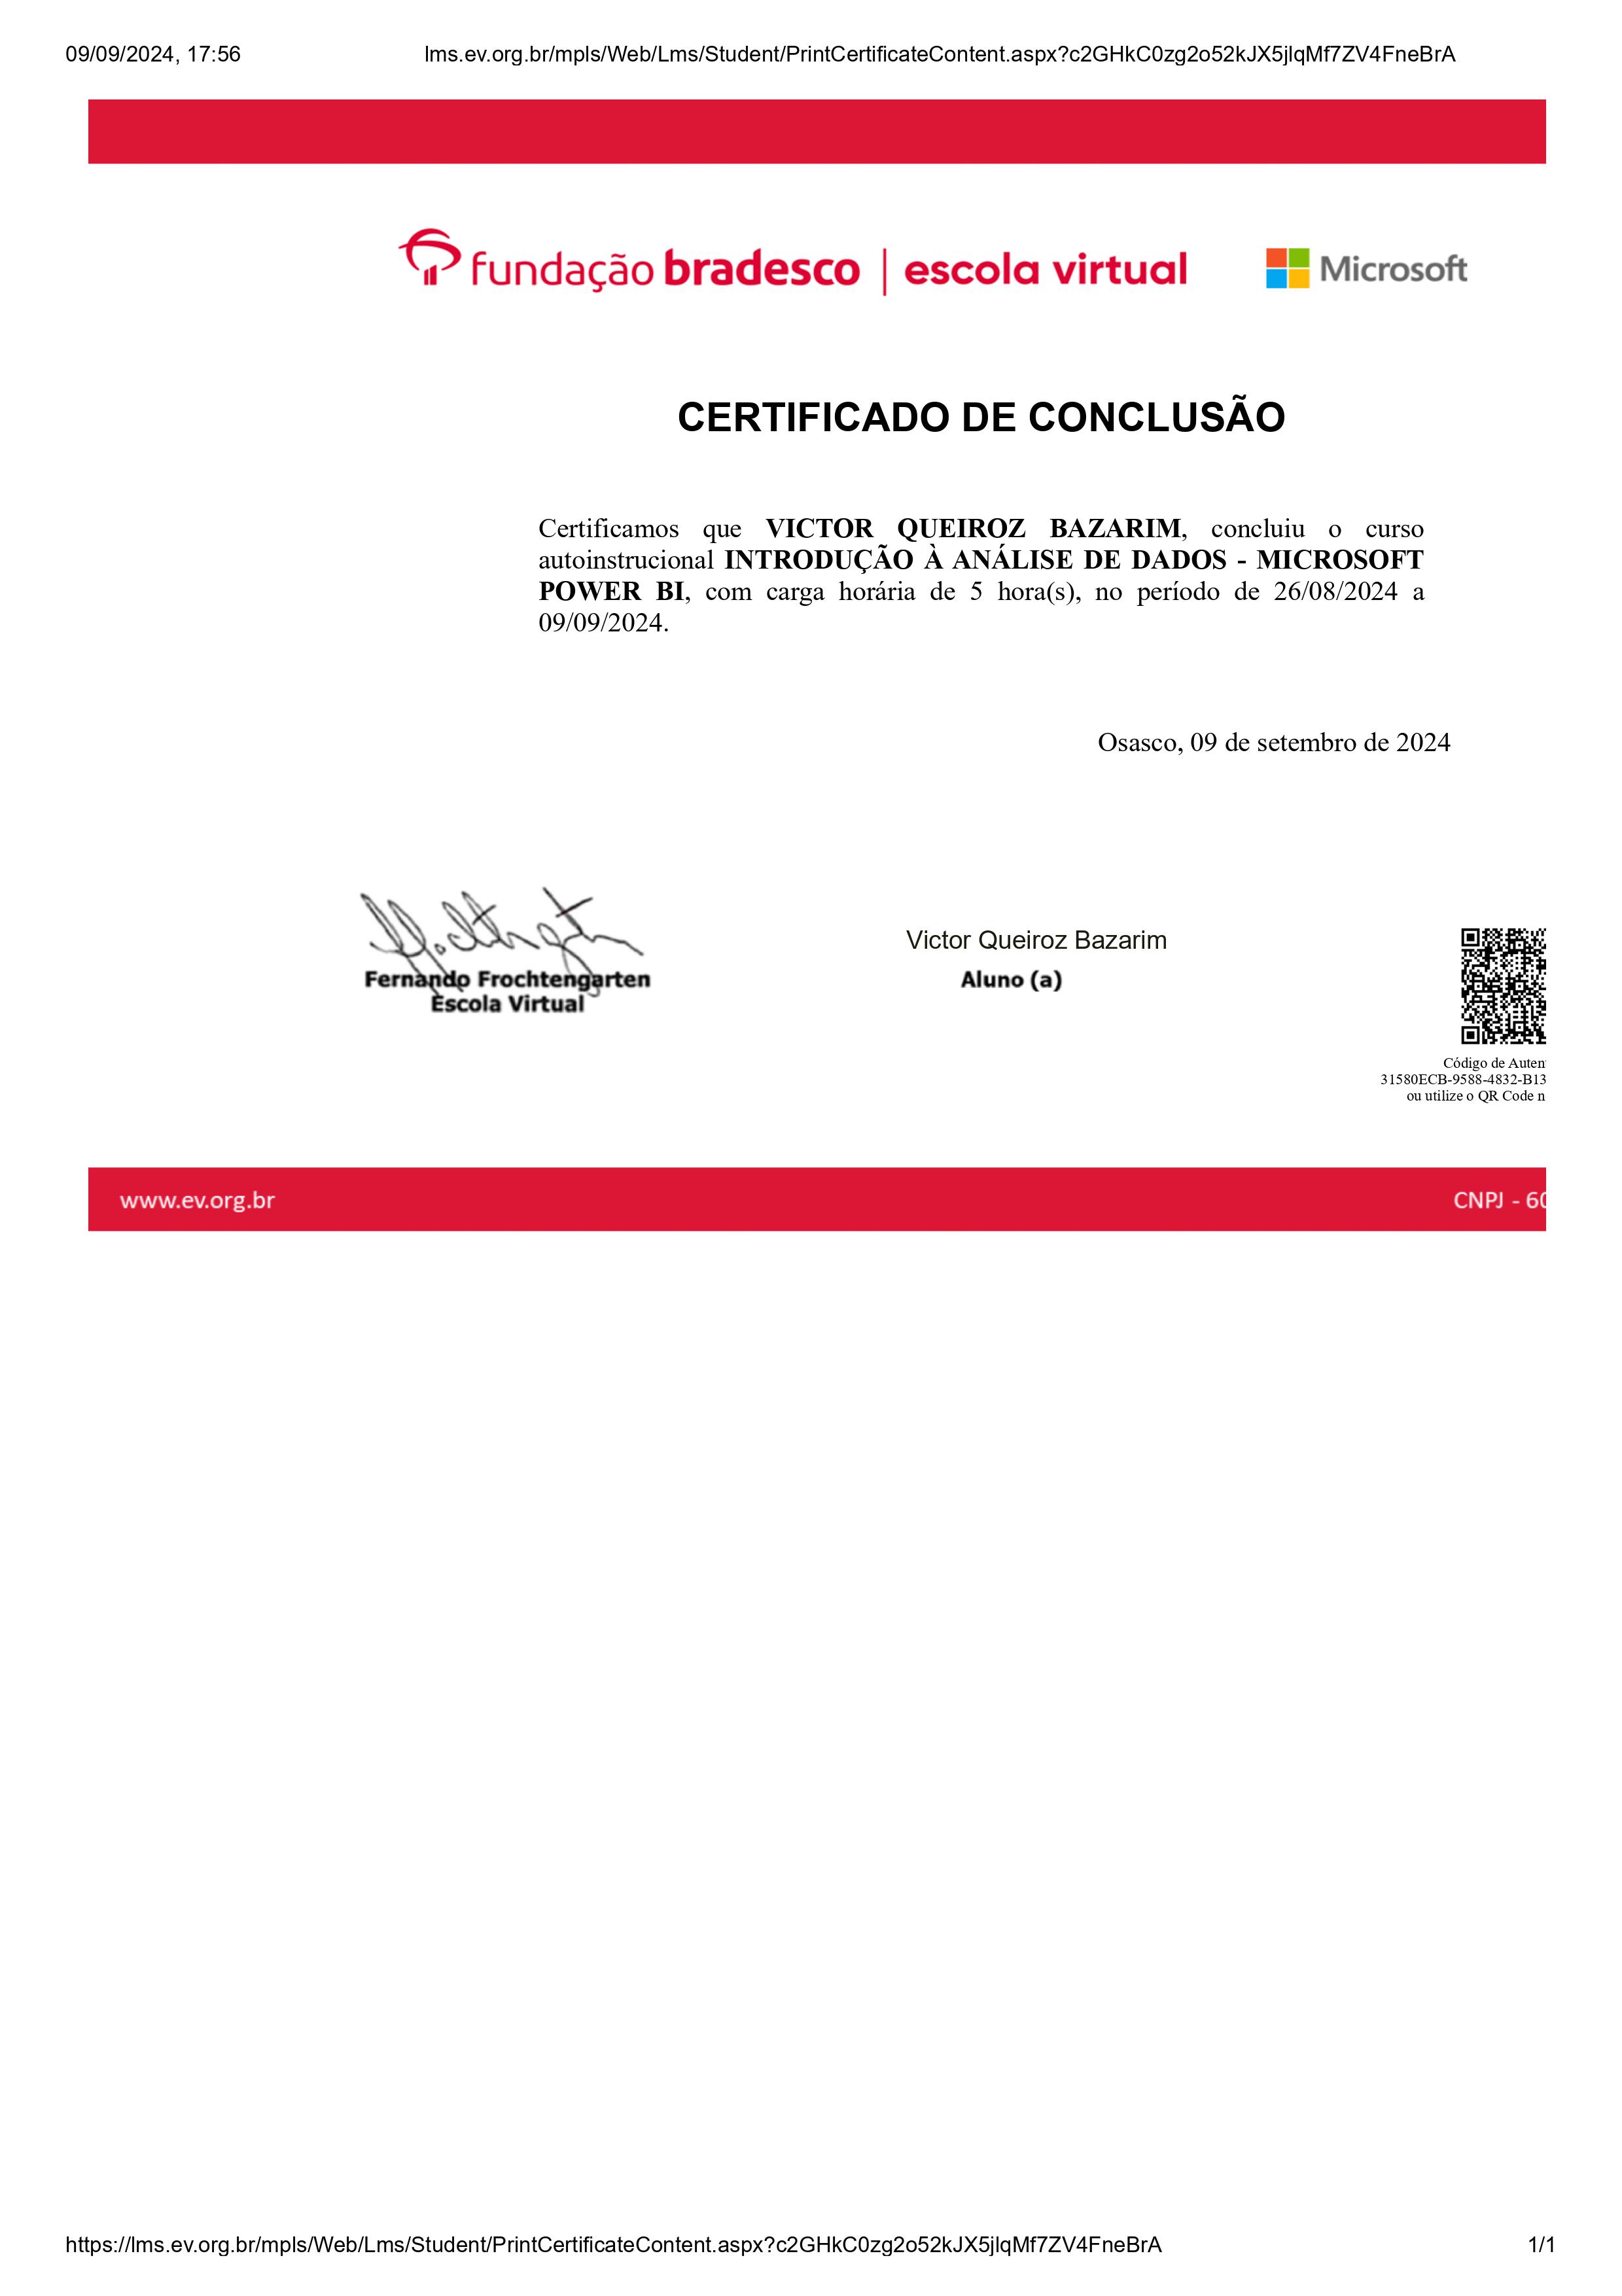 09/09/2024, 17:56 lms.ev.org.br/mpls/Web/Lms/Student/PrintCertificateContent.aspx?c2GHkC0zg2o52kJX5jlqMf7ZV4FneBrA
fundação bradesco | escola virtual Microsoft
CERTIFICADO DE CONCLUSÃO
Certificamos que VICTOR QUEIROZ BAZARIM, concluiu o curso
autoinstrucional INTRODUÇÃO À ANÁLISE DE DADOS - MICROSOFT
POWER BI, com carga horária de 5 hora(s), no período de 26/08/2024 a
09/09/2024.
Osasco, 09 de setembro de 2024
Victor Queiroz Bazarim
Fernando Frochtengarten
Aluno (a)
Escola Virtual
Código de Auten
31580ECB-9588-4832-B13
ou utilize o QR Code n
www.ev.org.br CNPJ - 60
https://lms.ev.org.br/mpls/Web/Lms/Student/PrintCertificateContent.aspx?c2GHkC0zg2o52kJX5jlqMf7ZV4FneBrA 1/1